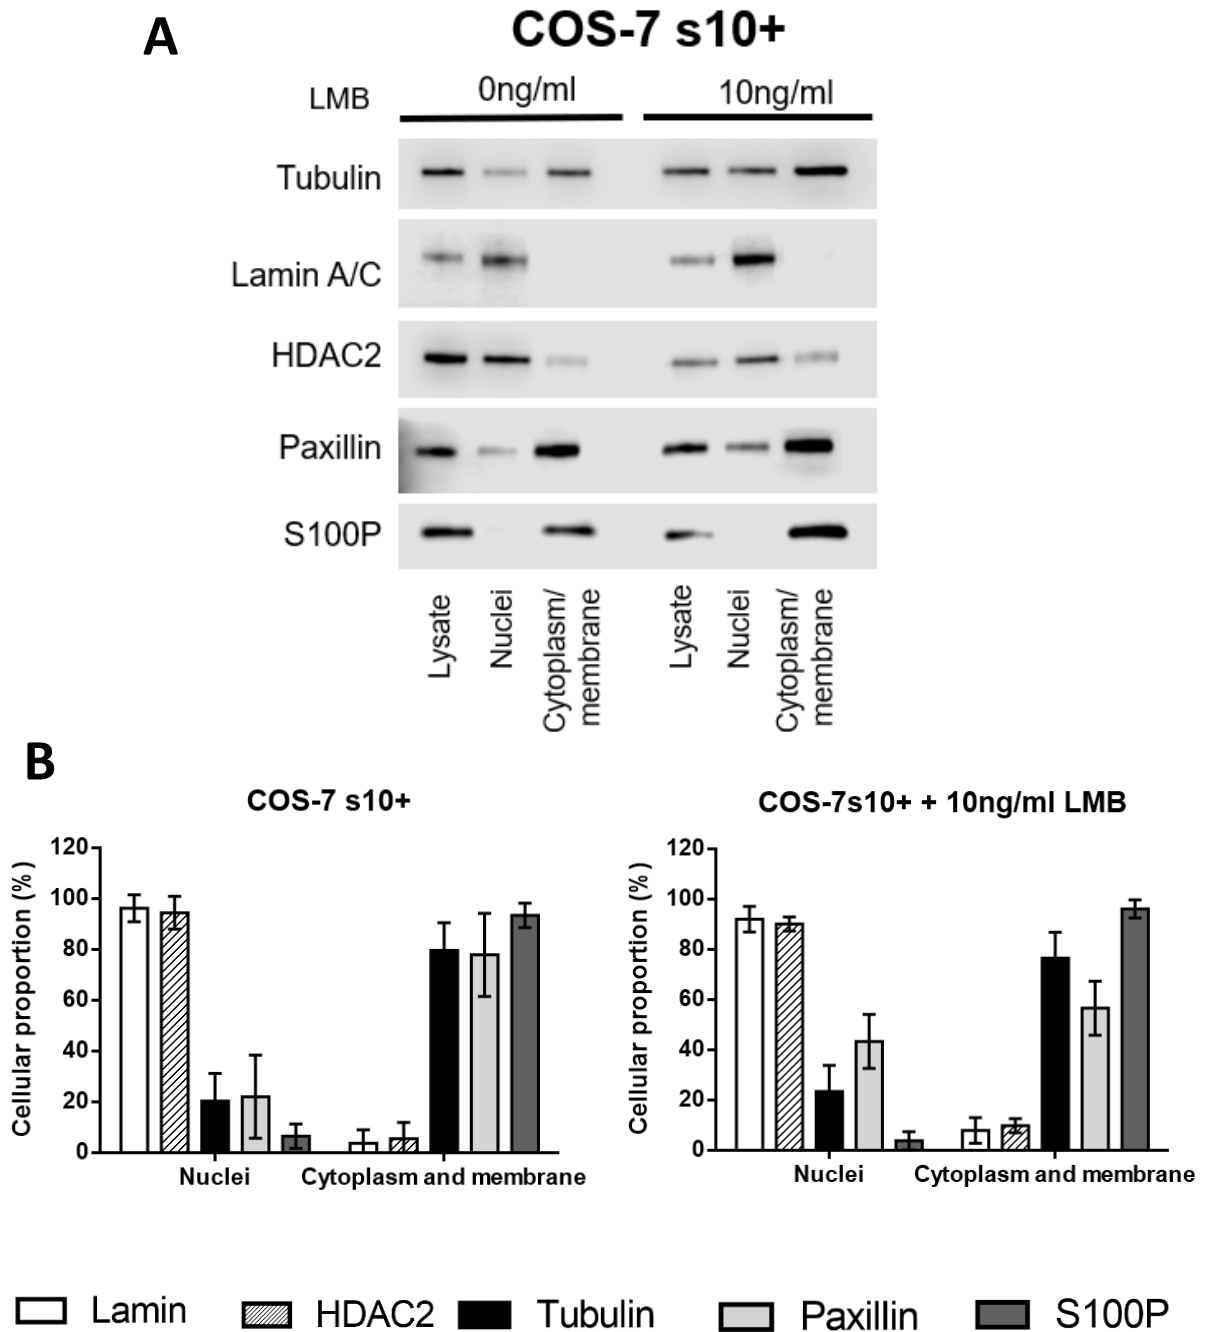 A
COS-7 s10+
LMB
0ng/ml
10ng/ml
Tubulin
Lamin A/C
HDAC2
Paxillin
S100P
Lysate
Nuclei
Cytoplasm/
membrane
Lysate
Nuclei
Cytoplasm/
membrane
B
COS-7 s10+
Cellular proportion (%)
120
100
80
60
40
20
0
Nuclei
Cytoplasm and membrane
COS-7s10+ + 10ng/ml LMB
Cellular proportion (%)
120
100
80
60
40
20
0
Nuclei
Cytoplasm and membrane
Lamin
HDAC2
Tubulin
Paxillin
S100P